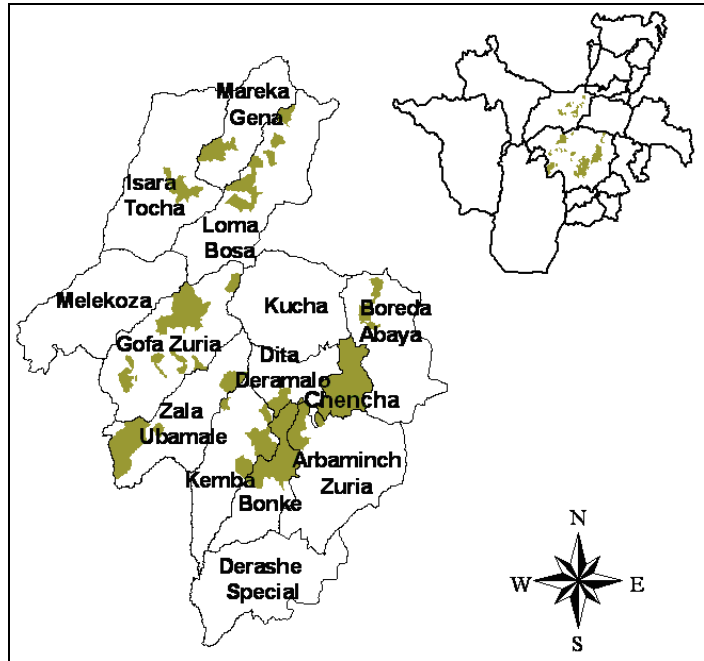 Mareka
Gena
Isara
Tocha
Loma
Bosa
Melekoza
Kucha
Boreda
Abaya
Gofa Zuria
Dita
Deramalo
Chencha
Zala
Ubamale
Kemba
Arbaminch
Zuria
Bonke
Derashe
Special
N
W
E
S